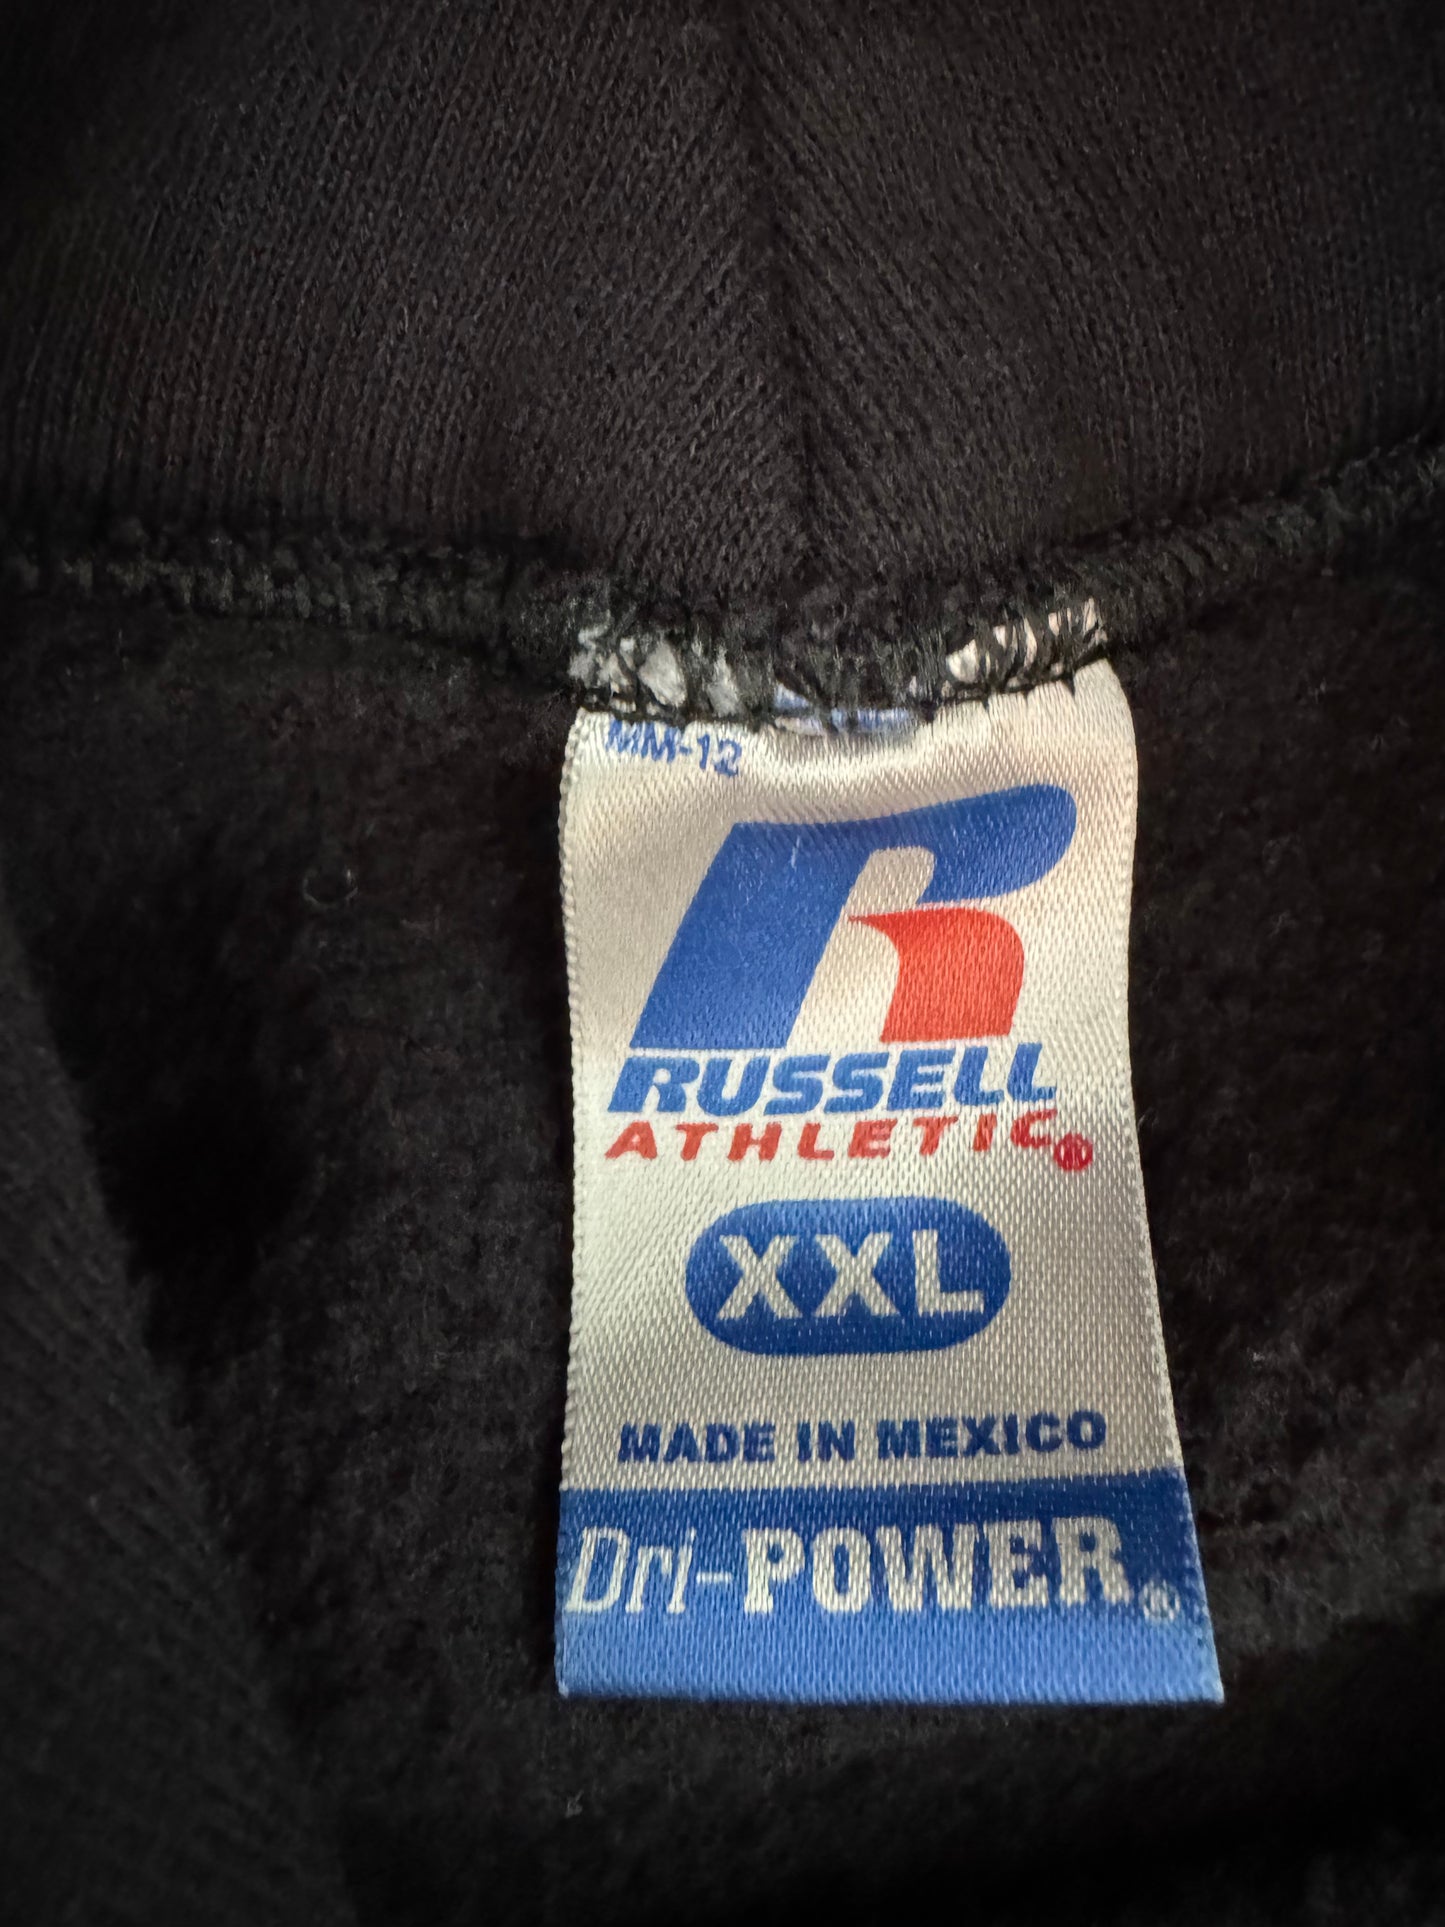 MM-12
RUSSELL
ATHLETIC®
XXL
MADE IN MEXICO
Dri-POWER®